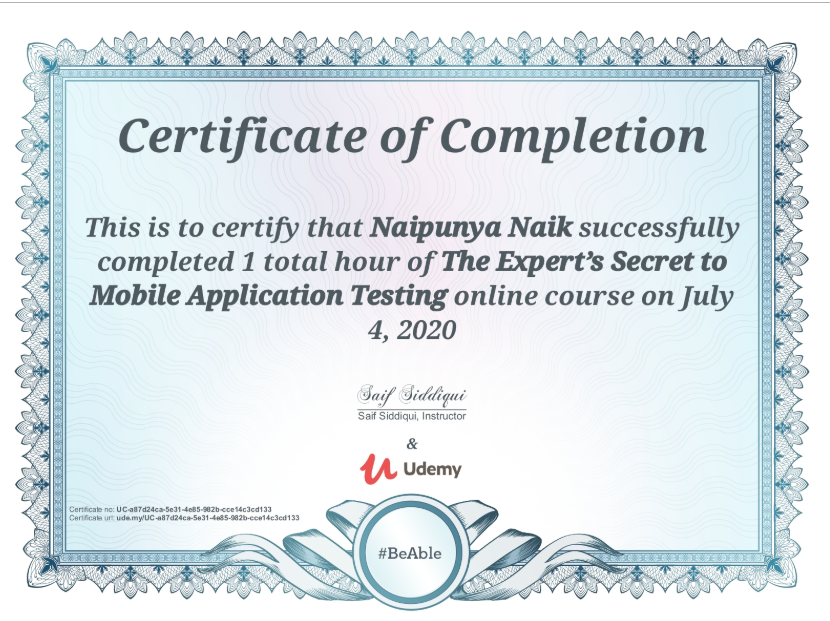 Certificate of Completion
This is to certify that Naipunya Naik successfully
completed 1 total hour of The Expert’s Secret to
Mobile Application Testing online course on July
4, 2020
Saif Siddiqui
Saif Siddiqui, Instructor
&
Udemy
Certificate no: UC-a87d24ca-5e31-4e85-982b-cce14c3cd133
Certificate url: ude.my/UC-a87d24ca-5e31-4e85-982b-cce14c3cd133
#BeAble